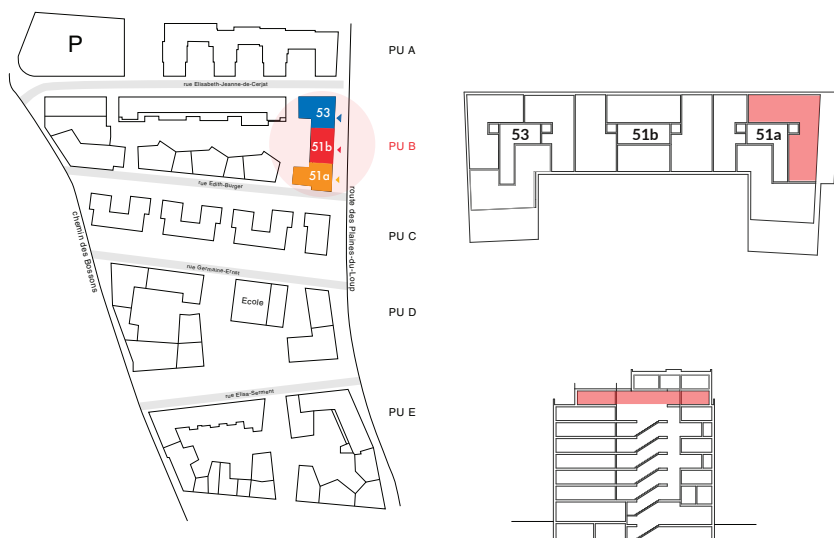 P
PU A
rue Elisabeth-Jeanne-de-Cerjat
53
51b
51a
PU B
rue Edith-Burger
route des Plaines-du-Loup
chemin des Bossons
PU C
rue Germaine-Ernst
Ecole
PU D
rue Elisa-Serment
PU E
53
51b
51a